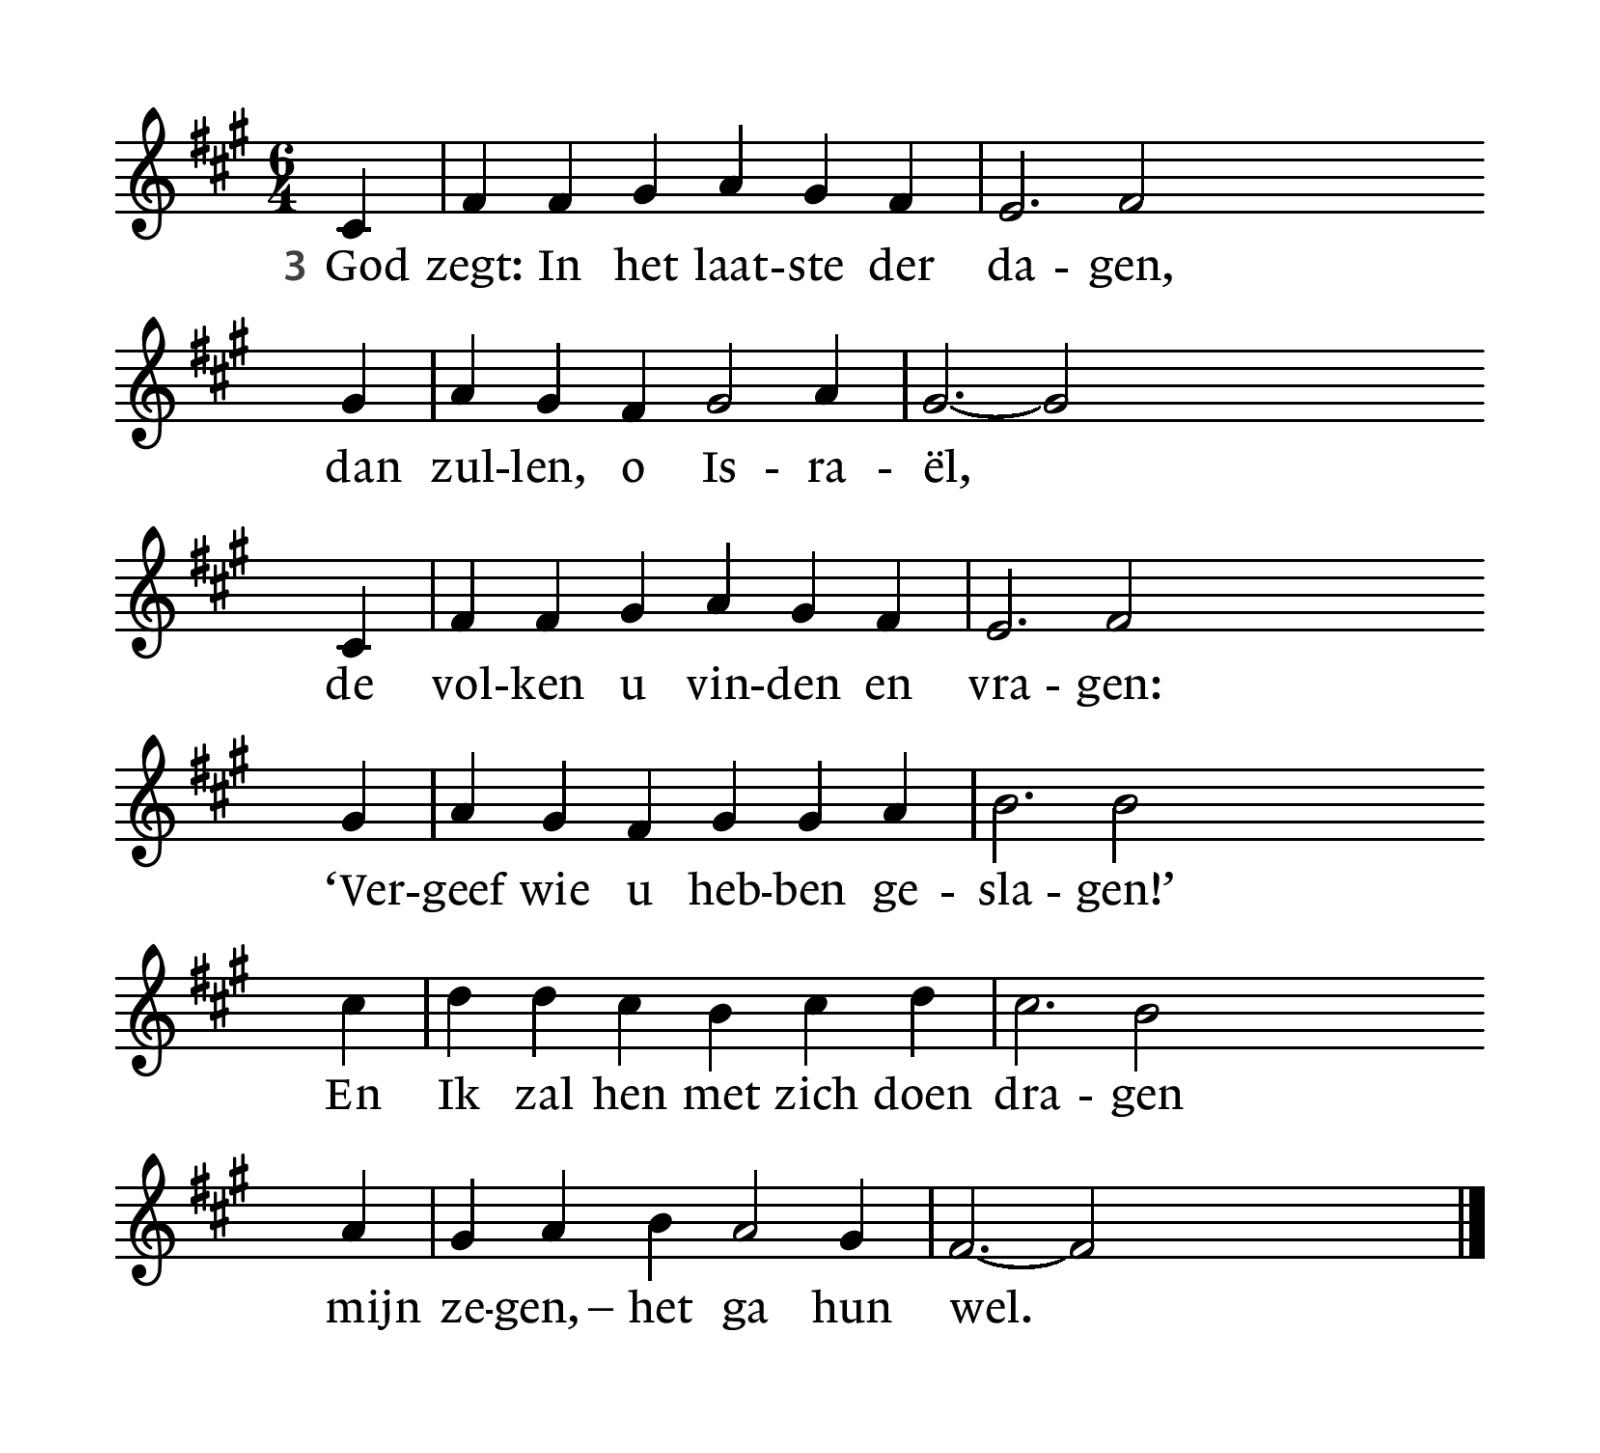 6
4
3 God zegt: In het laat-ste der da - gen,
dan zul-len, o Is - ra - ël,
de vol-ken u vin-den en vra - gen:
‘Ver-geef wie u heb-ben ge - sla - gen!’
En Ik zal hen met zich doen dra - gen
mijn ze-gen, – het ga hun wel.